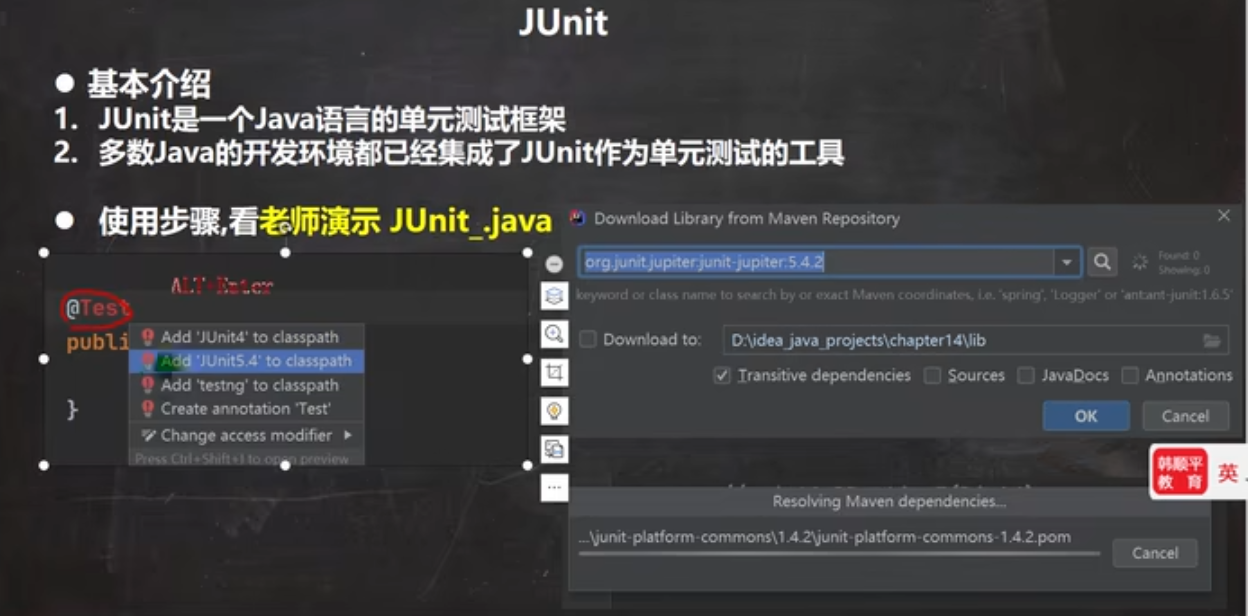 JUnit
● 基本介绍
1. JUnit是一个Java语言的单元测试框架
2. 多数Java的开发环境都已经集成了JUnit作为单元测试的工具
● 使用步骤,看老师演示 JUnit_.java
ALT+Enter
@Test
publi
}
Add 'JUnit4' to classpath
Add 'JUnit5.4' to classpath
Add 'testng' to classpath
Create annotation 'Test'
Change access modifier
Press Ctrl+Shift+I to open preview
Download Library from Maven Repository
org.junit.jupiter:junit-jupiter:5.4.2
Found: 0
Showing: 0
keyword or class name to search by or exact Maven coordinates, i.e. 'spring', 'Logger' or 'ant:ant-junit:1.6.5'
Download to:
D:\idea_java_projects\chapter14\lib
Transitive dependencies
Sources
JavaDocs
Annotations
OK
Cancel
韩顺平
教育
英
Resolving Maven dependencies...
...\junit-platform-commons\1.4.2\junit-platform-commons-1.4.2.pom
Cancel